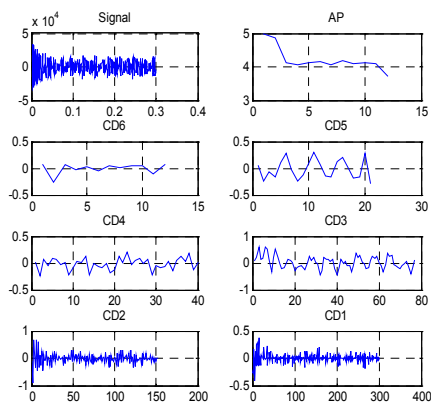 x 10⁴ Signal
5
0
-5
0 0.1 0.2 0.3 0.4
AP
5
4
3
0 5 10 15
CD6
0.5
0
-0.5
0 5 10 15
CD5
0.5
0
-0.5
0 10 20 30
CD4
0.5
0
-0.5
0 10 20 30 40
CD3
1
0
-1
0 20 40 60 80
CD2
1
0
-1
0 50 100 150 200
CD1
0.5
0
-0.5
0 100 200 300 400